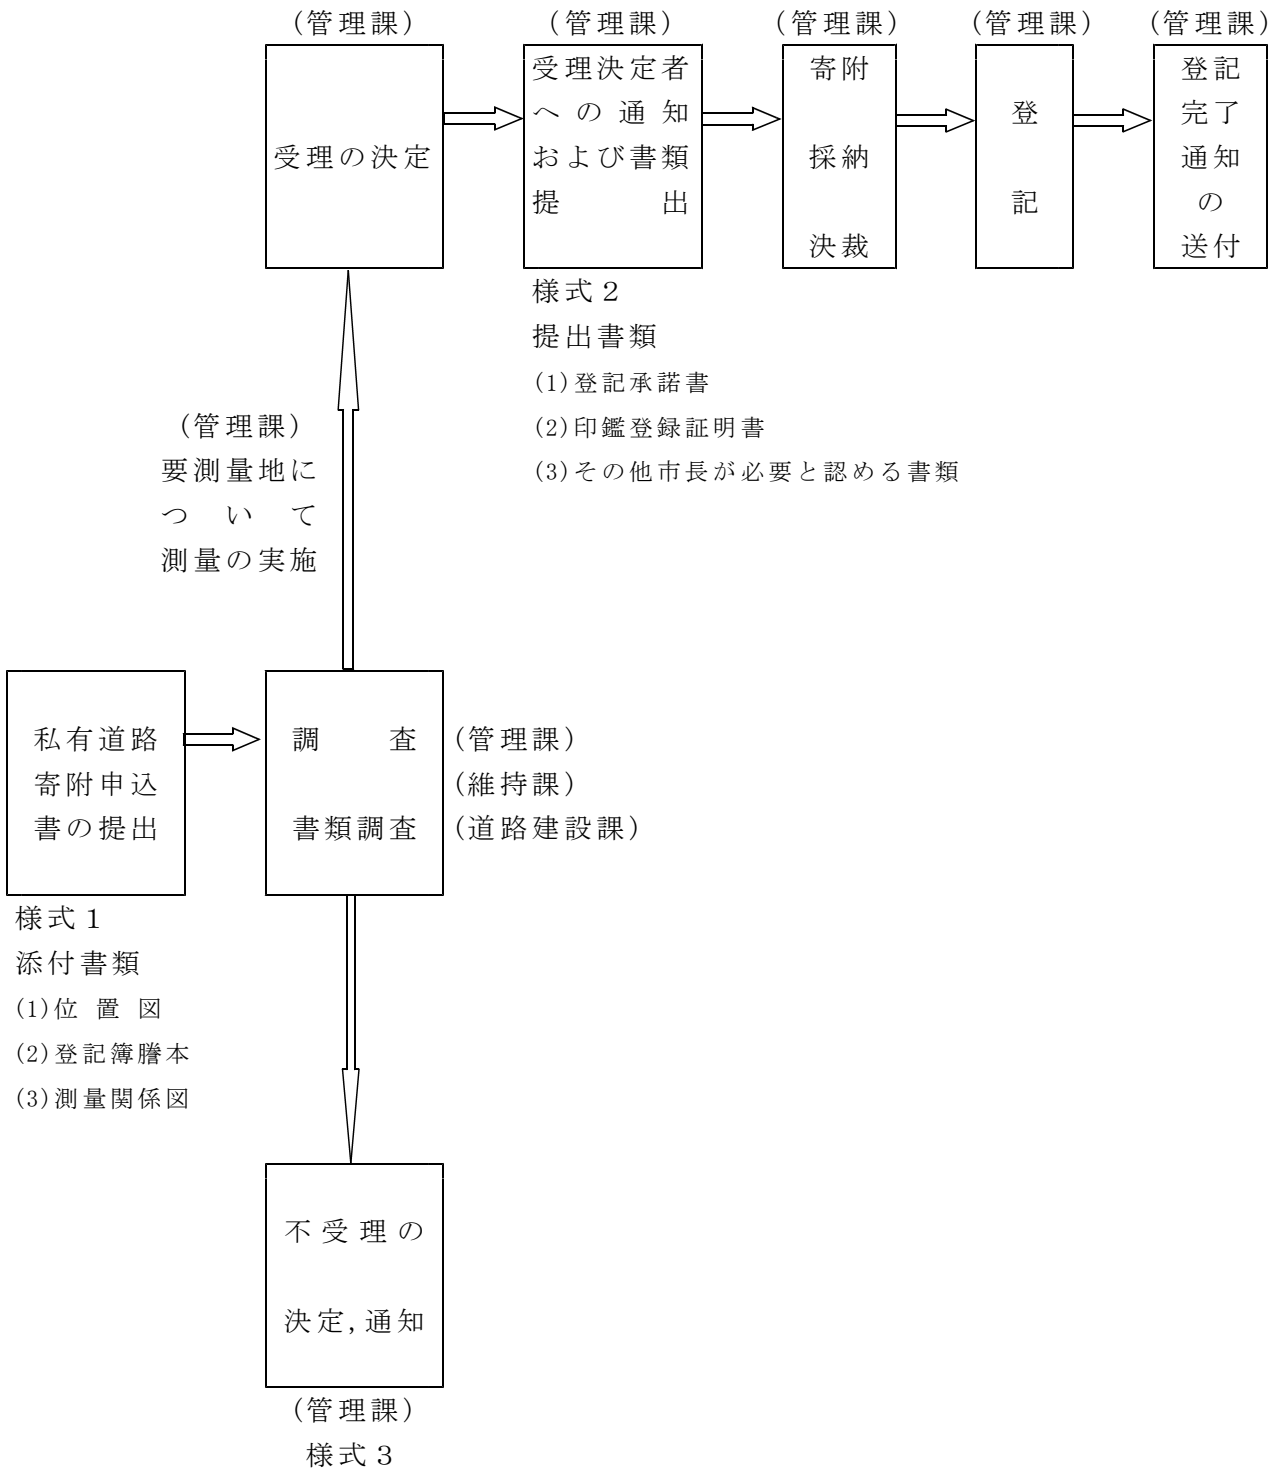 (管理課)
受理の決定
(管理課)
受理決定者
への通知
および書類
提出
様式2
提出書類
(1)登記承諾書
(2)印鑑登録証明書
(3)その他市長が必要と認める書類
(管理課)
寄附
採納
決裁
(管理課)
登
記
(管理課)
登記
完了
通知
の
送付
(管理課)
要測量地に
ついて
測量の実施
私有道路
寄附申込
書の提出
様式1
添付書類
(1)位置図
(2)登記簿謄本
(3)測量関係図
調査
書類調査
(管理課)
(維持課)
(道路建設課)
不受理の
決定,通知
(管理課)
様式3